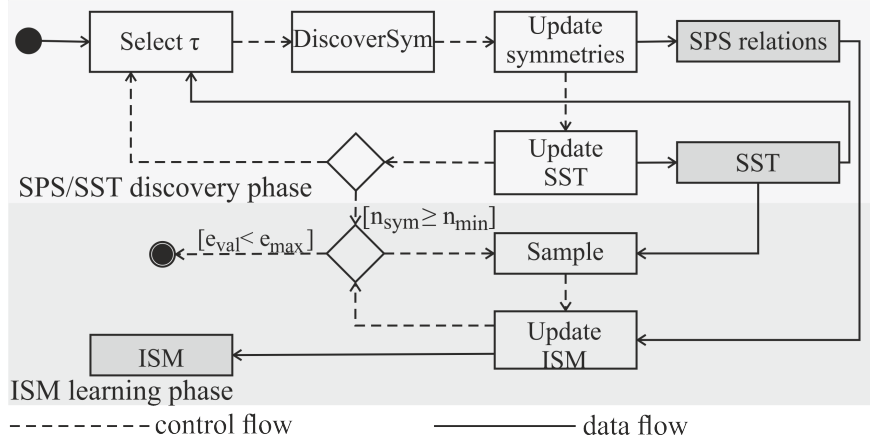 Select τ
DiscoverSym
Update
symmetries
SPS relations
Update
SST
SST
SPS/SST discovery phase
[n_sym ≥ n_min]
[e_val < e_max]
Sample
Update
ISM
ISM
ISM learning phase
control flow
data flow